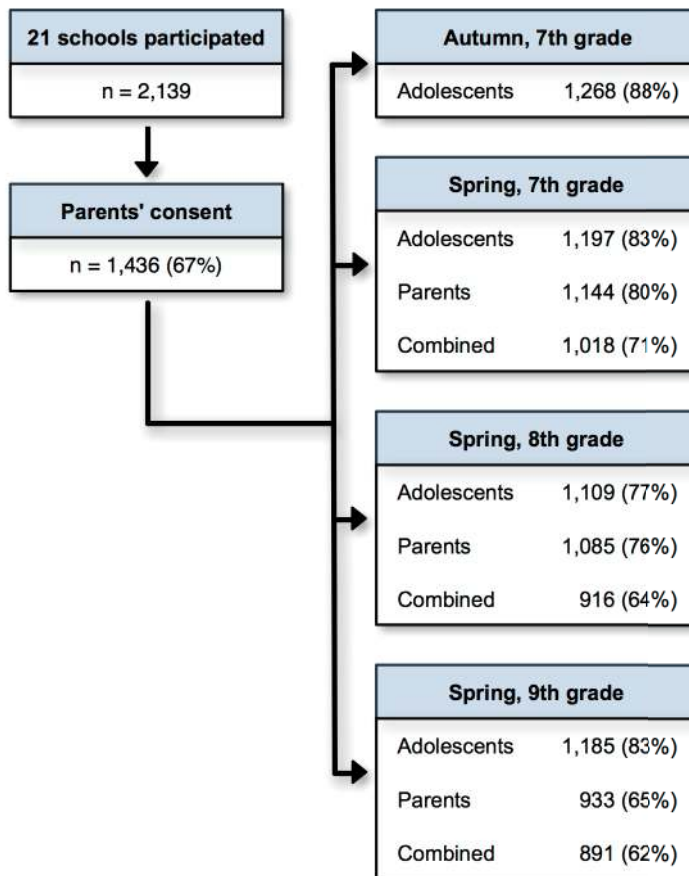 21 schools participated
n = 2,139
Parents' consent
n = 1,436 (67%)
Autumn, 7th grade
Adolescents 1,268 (88%)
Spring, 7th grade
Adolescents 1,197 (83%)
Parents 1,144 (80%)
Combined 1,018 (71%)
Spring, 8th grade
Adolescents 1,109 (77%)
Parents 1,085 (76%)
Combined 916 (64%)
Spring, 9th grade
Adolescents 1,185 (83%)
Parents 933 (65%)
Combined 891 (62%)